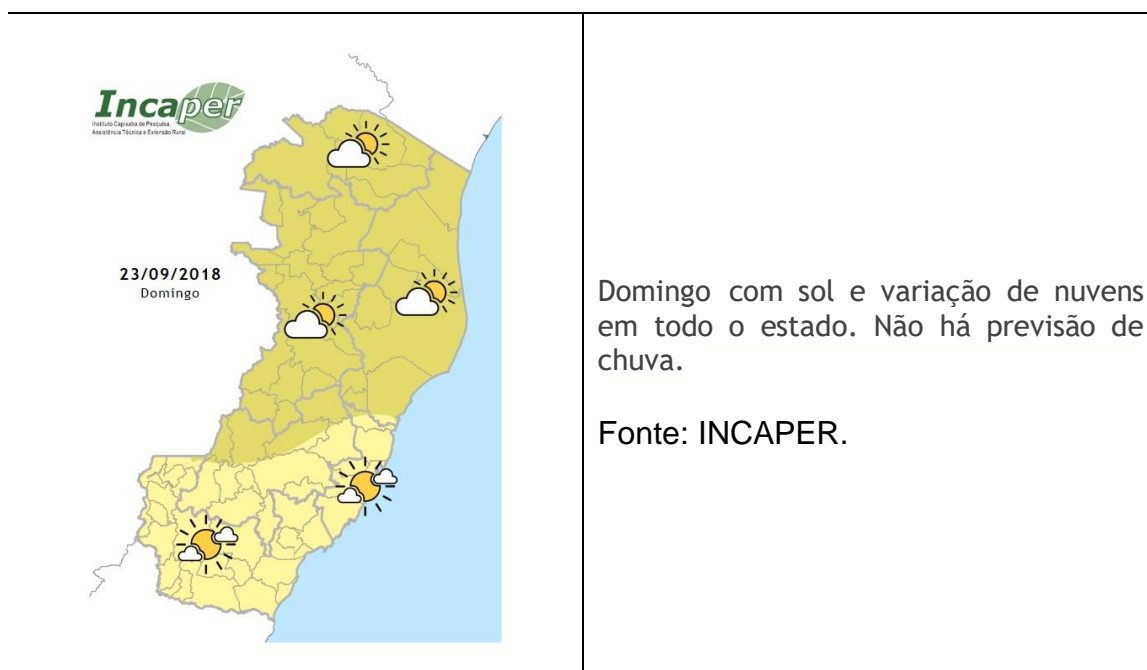 Incaper
Instituto Capixaba de Pesquisa,
Assistência Técnica e Extensão Rural
23/09/2018
Domingo
Domingo com sol e variação de nuvens
em todo o estado. Não há previsão de
chuva.
Fonte: INCAPER.